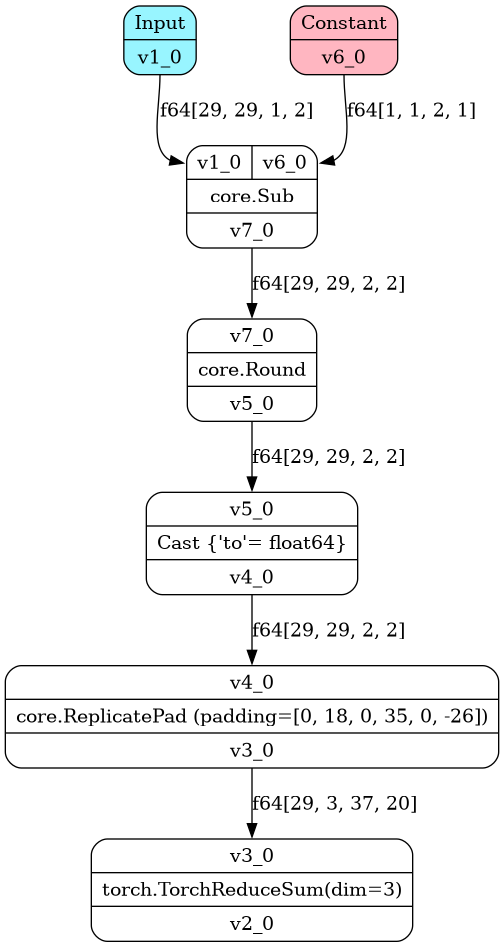 Input
v1_0
Constant
v6_0
f64[29, 29, 1, 2]
f64[1, 1, 2, 1]
v1_0
v6_0
core.Sub
v7_0
f64[29, 29, 2, 2]
v7_0
core.Round
v5_0
f64[29, 29, 2, 2]
v5_0
Cast {'to'= float64}
v4_0
f64[29, 29, 2, 2]
v4_0
core.ReplicatePad (padding=[0, 18, 0, 35, 0, -26])
v3_0
f64[29, 3, 37, 20]
v3_0
torch.TorchReduceSum(dim=3)
v2_0